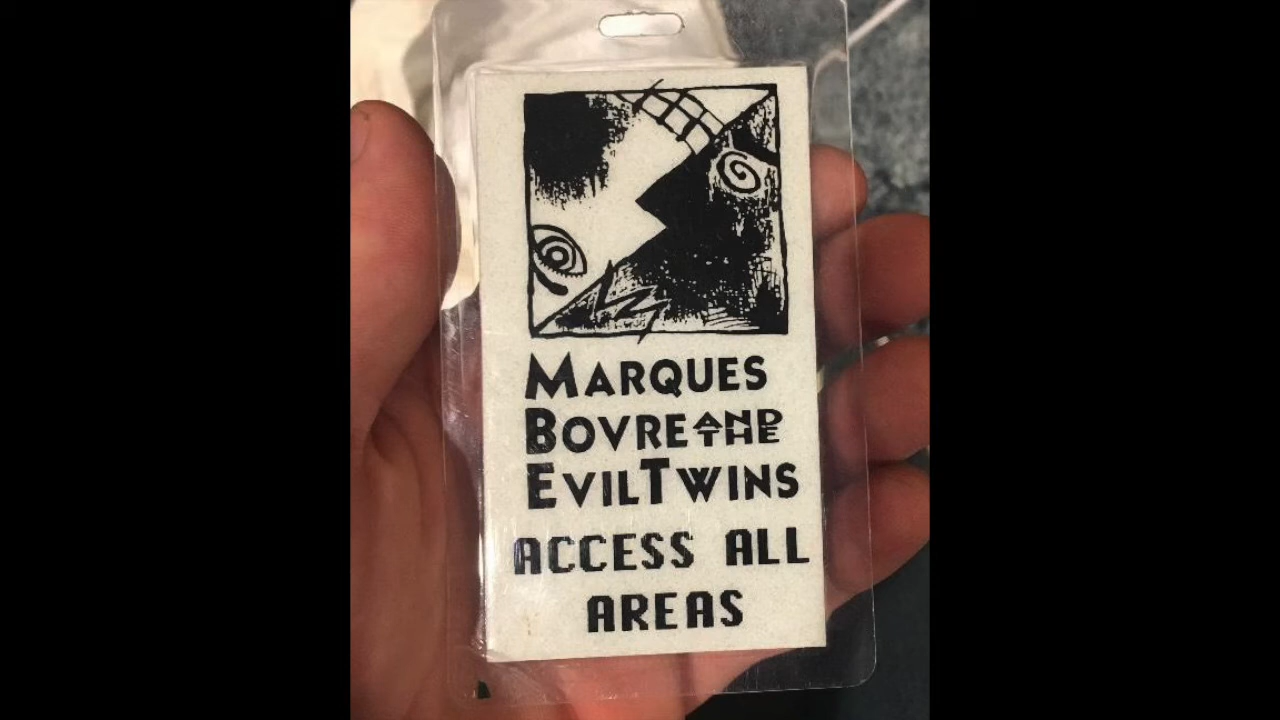 MARQUES
BOVRE AND THE
EVIL TWINS
ACCESS ALL
AREAS